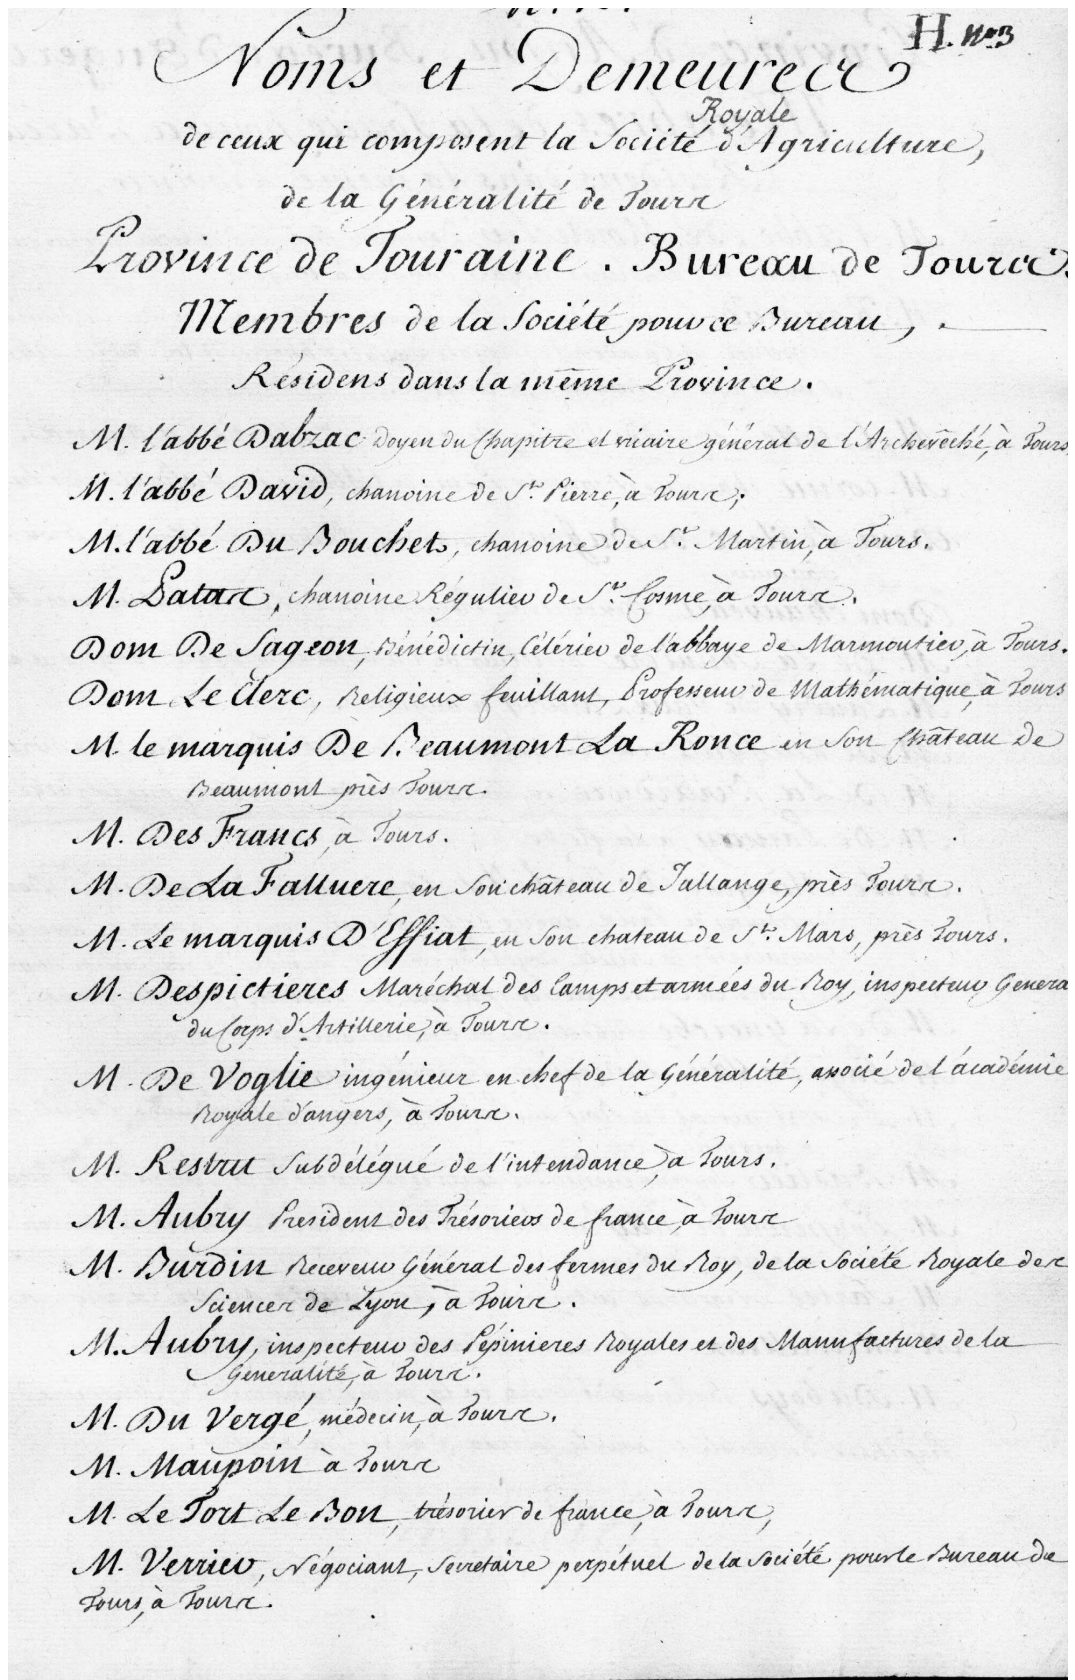 H. N.o 3
Noms et Demeures
Royale
de ceux qui composent la Société d'Agriculture,
de la Généralité de Tours
Province de Touraine. Bureau de Tours.
Membres de la Société pour ce Bureau,
Résidens dans la même Province.
M. l'abbé Dabzac Doyen du Chapitre et vicaire général de l'Archevêché, à Tours
M. l'abbé David, chanoine de St. Pierre, à Tours.
M. l'abbé Du Bouchet, chanoine de St. Martin, à Tours.
M. Patas, chanoine Régulier de St. Cosme, à Tours.
Dom De Sageon, Bénédictin, Célérier de l'abbaye de Marmoutier, à Tours.
Dom Le Clerc, Religieux feuillant, Professeur de Mathématique, à Tours
M. le marquis De Beaumont La Ronce en Son Château de
Beaumont près Tours.
M. Des Francs, à Tours.
M. De La Falluere, en Son château de Jallange, près Tours.
M. Le marquis D'Effiat, en Son chateau de St. Mars, près Tours.
M. Despictieres Maréchal des Camps et armées du Roy, inspecteur Genera
du Corps d'Artillerie, à Tours.
M. De Voglie ingénieur en chef de la Généralité, associé de l'académie
Royale d'angers, à Tours.
M. Restru Subdélégué de l'intendance, à Tours.
M. Aubry President des Trésoriers de france, à Tours
M. Burdin Receveur Général des fermes du Roy, de la Société Royale des
Sciences de Lyon, à Tours.
M. Aubry, inspecteur des Pépinieres Royales et des Manufactures de la
Generalité, à Tours.
M. Du Vergé, médecin, à Tours.
M. Maupoin à Tours
M. Le Tort Le Bon, trésorier de france, à Tours,
M. Verrier, Négociant, Secretaire perpétuel de la Société pour le Bureau de
Tours, à Tours.